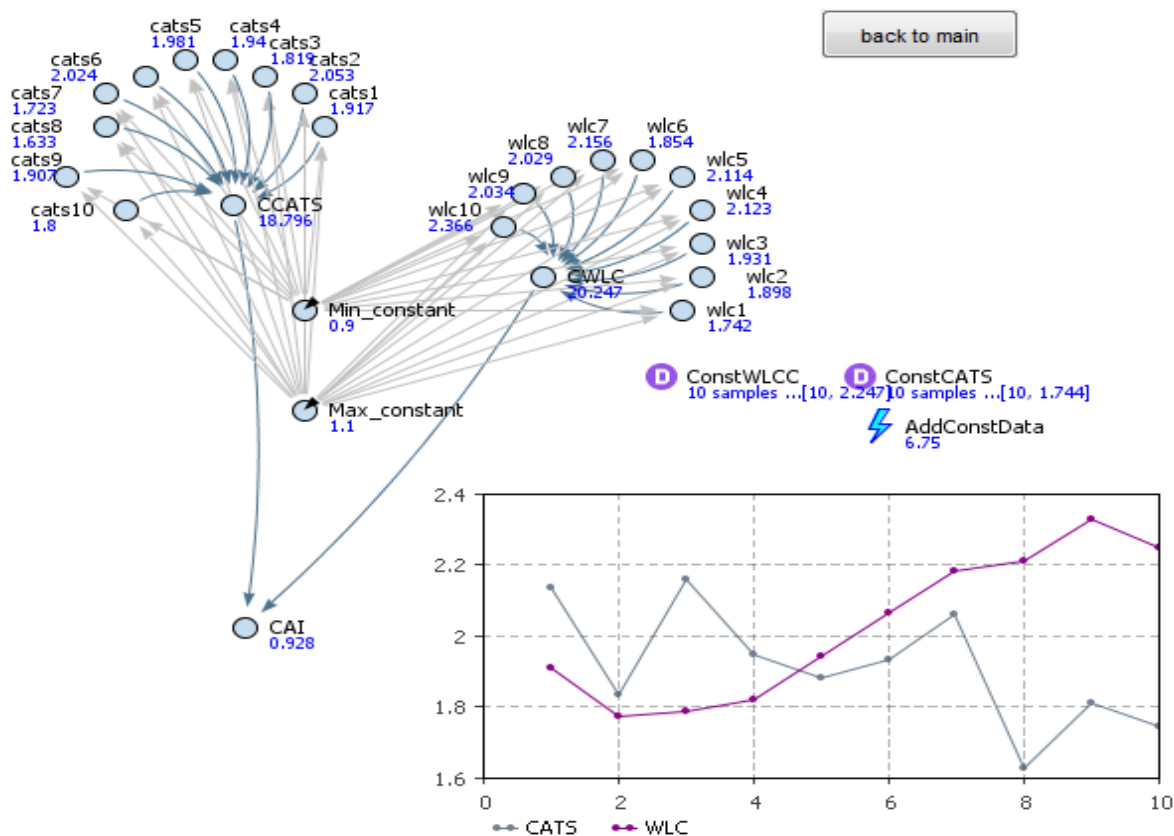 back to main
cats5
1.981
cats4
1.94
cats3
1.819
cats2
2.053
cats1
1.917
cats6
2.024
cats7
1.723
cats8
1.633
cats9
1.907
cats10
1.8
CCATS
18.796
wlc7
2.156
wlc6
1.854
wlc8
2.029
wlc5
2.114
wlc9
2.034
wlc4
2.123
wlc10
2.366
wlc3
1.931
CWLC
20.247
wlc2
1.898
wlc1
1.742
Min_constant
0.9
Max_constant
1.1
ConstWLCC
10 samples ...[10, 2.247]
ConstCATS
10 samples ...[10, 1.744]
AddConstData
6.75
CAI
0.928
2.4
2.2
2
1.8
1.6
0 2 4 6 8 10
CATS WLC